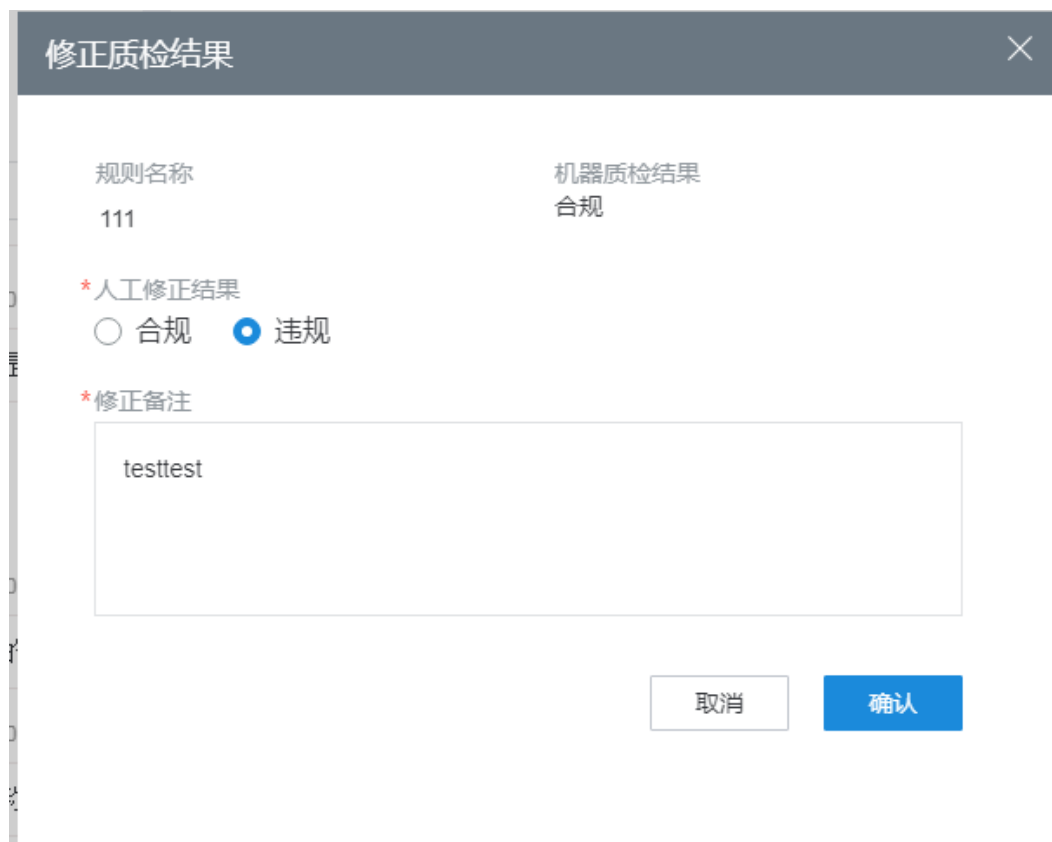 修正质检结果
规则名称
机器质检结果
111
合规
*人工修正结果
合规 违规
*修正备注
testtest
取消 确认